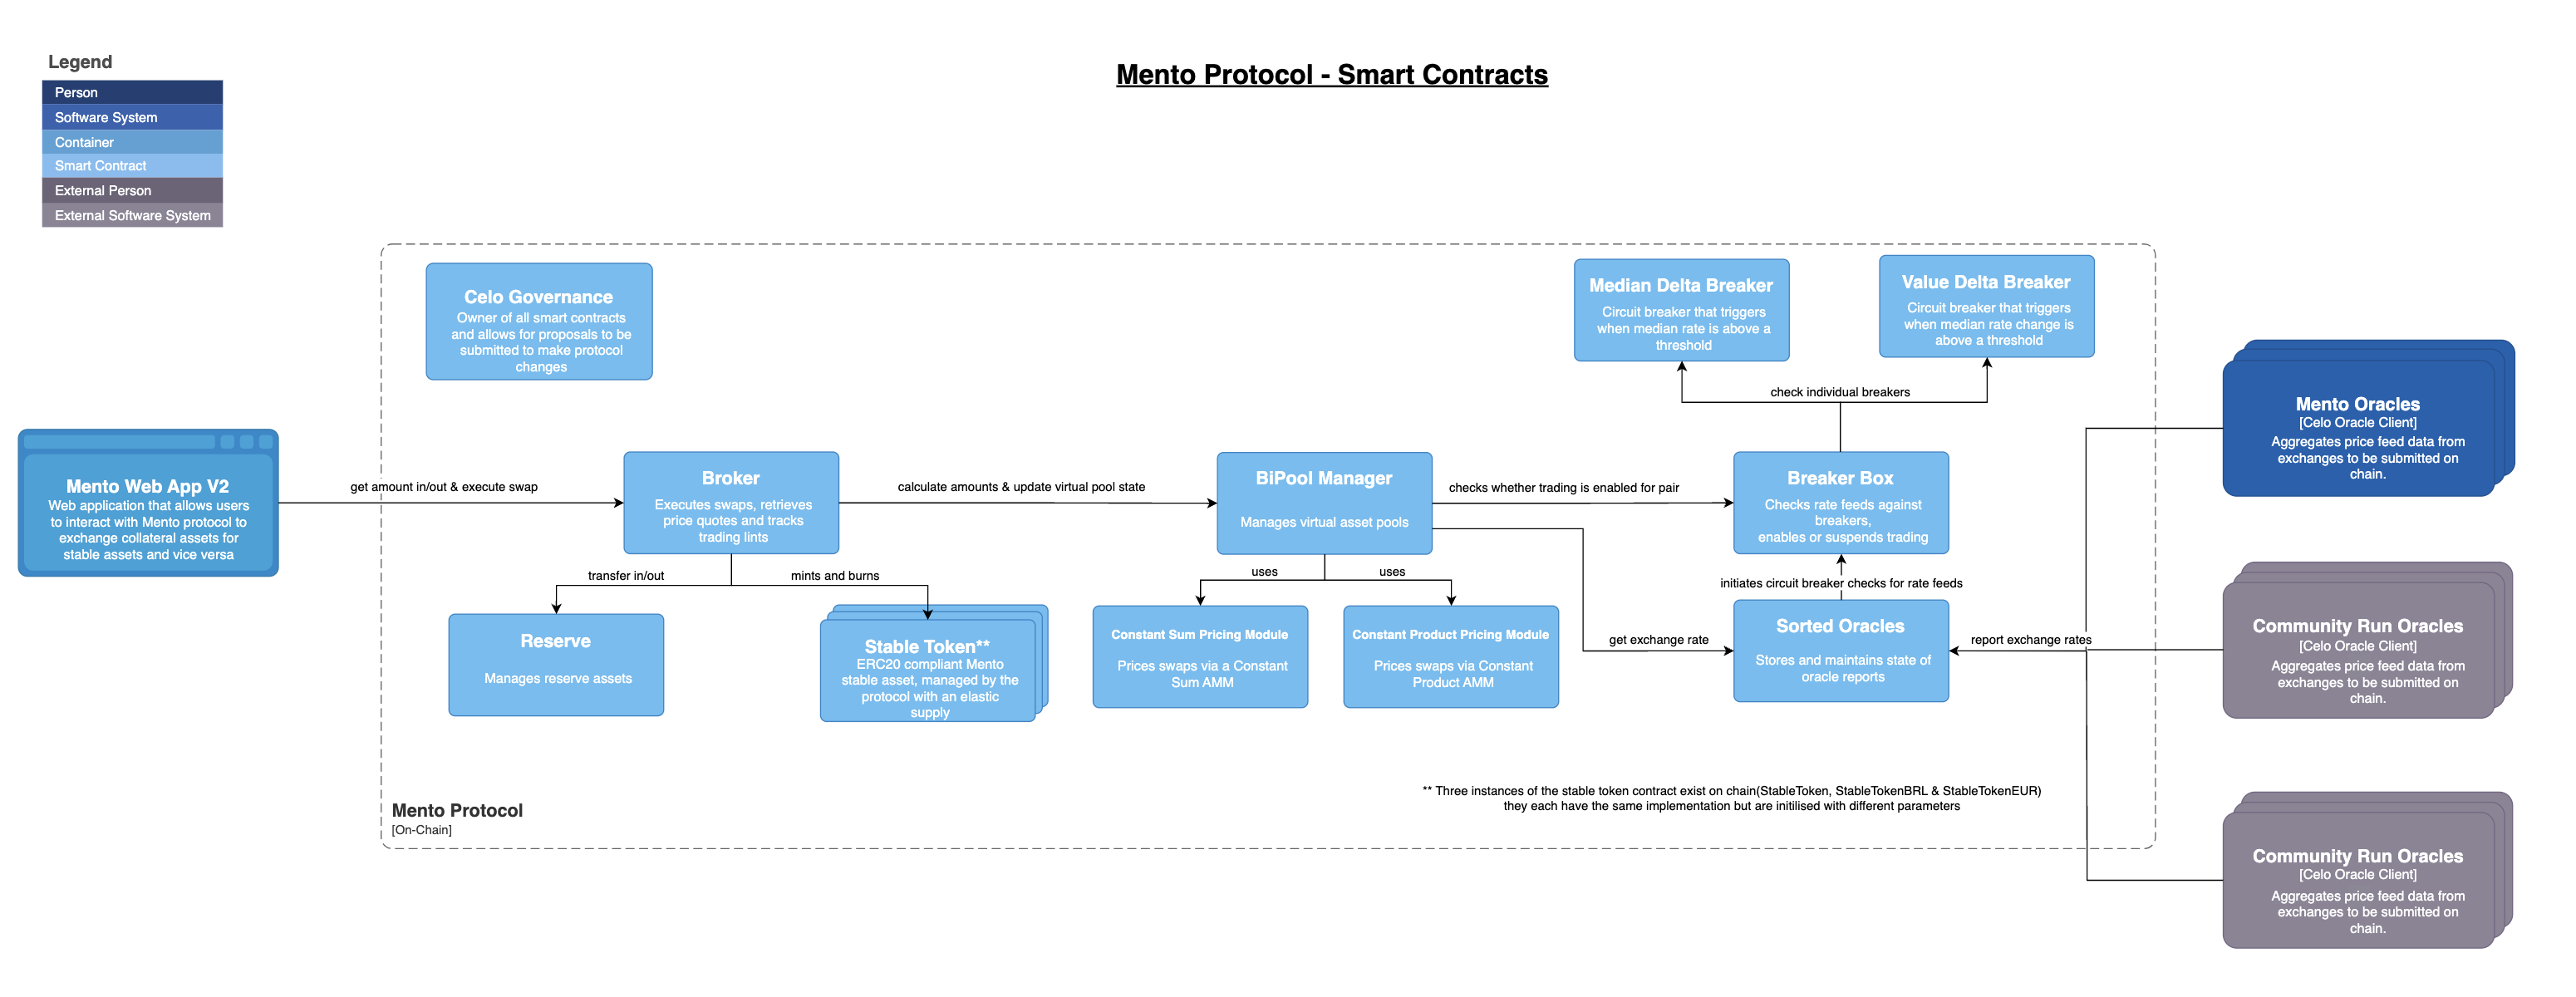 Legend
Person
Software System
Container
Smart Contract
External Person
External Software System
Mento Protocol - Smart Contracts
Celo Governance
Owner of all smart contracts
and allows for proposals to be
submitted to make protocol
changes
Median Delta Breaker
Circuit breaker that triggers
when median rate is above a
threshold
Value Delta Breaker
Circuit breaker that triggers
when median rate change is
above a threshold
check individual breakers
Mento Web App V2
Web application that allows users
to interact with Mento protocol to
exchange collateral assets for
stable assets and vice versa
get amount in/out & execute swap
Broker
Executes swaps, retrieves
price quotes and tracks
trading lints
calculate amounts & update virtual pool state
BiPool Manager
Manages virtual asset pools
checks whether trading is enabled for pair
Breaker Box
Checks rate feeds against
breakers,
enables or suspends trading
transfer in/out
mints and burns
uses
uses
initiates circuit breaker checks for rate feeds
Reserve
Manages reserve assets
Stable Token**
ERC20 compliant Mento
stable asset, managed by the
protocol with an elastic
supply
Constant Sum Pricing Module
Prices swaps via a Constant
Sum AMM
Constant Product Pricing Module
Prices swaps via Constant
Product AMM
get exchange rate
Sorted Oracles
Stores and maintains state of
oracle reports
report exchange rates
Mento Oracles
[Celo Oracle Client]
Aggregates price feed data from
exchanges to be submitted on
chain.
Community Run Oracles
[Celo Oracle Client]
Aggregates price feed data from
exchanges to be submitted on
chain.
Community Run Oracles
[Celo Oracle Client]
Aggregates price feed data from
exchanges to be submitted on
chain.
** Three instances of the stable token contract exist on chain(StableToken, StableTokenBRL & StableTokenEUR)
they each have the same implementation but are initilised with different parameters
Mento Protocol
[On-Chain]